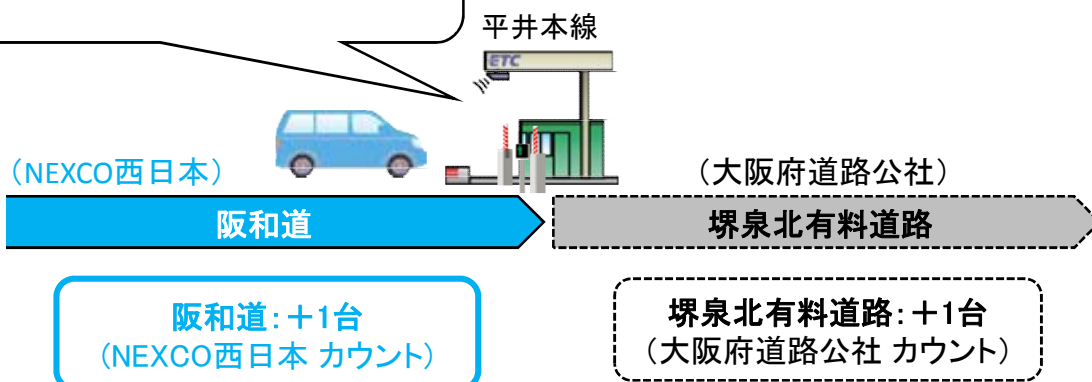 平井本線
ETC
(NEXCO西日本)
(大阪府道路公社)
阪和道
堺泉北有料道路
阪和道:+1台
(NEXCO西日本 カウント)
堺泉北有料道路:+1台
(大阪府道路公社 カウント)